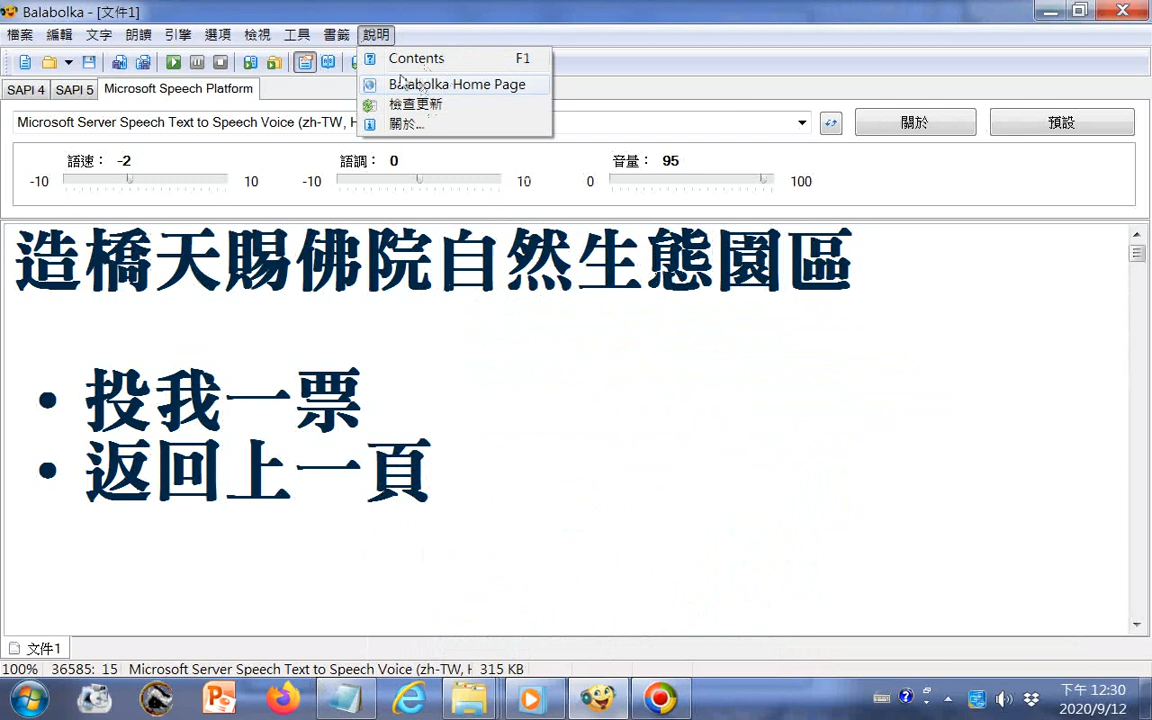 Balabolka - [文件1]
檔案 編輯 文字 朗讀 引擎 選項 檢視 工具 書籤 說明
Contents F1
Balabolka Home Page
檢查更新
關於...
SAPI 4 SAPI 5 Microsoft Speech Platform
Microsoft Server Speech Text to Speech Voice (zh-TW, H
關於 預設
語速： -2 語調： 0 音量： 95
-10 10 -10 10 0 100
造橋天賜佛院自然生態園區
• 投我一票
• 返回上一頁
文件1
100% 36585: 15 Microsoft Server Speech Text to Speech Voice (zh-TW, H 315 KB
下午 12:30
2020/9/12